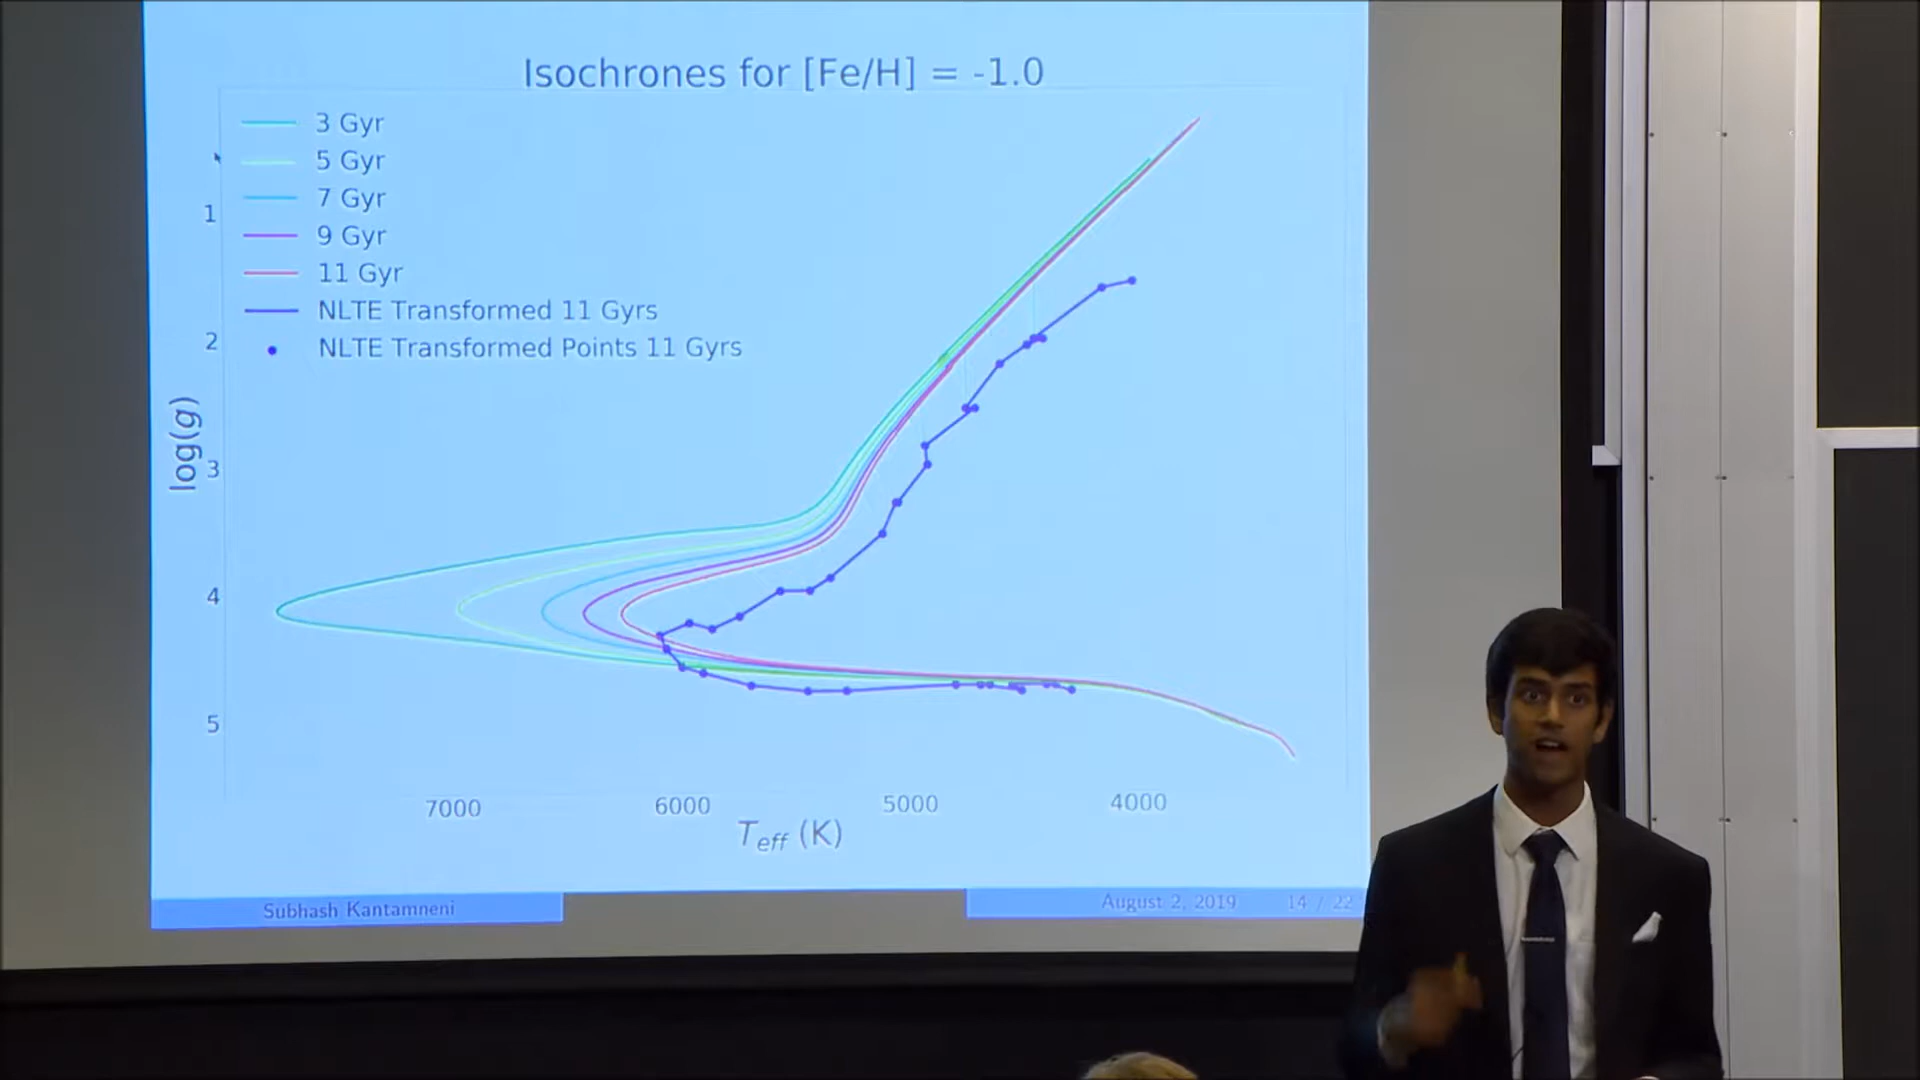 Isochrones for [Fe/H] = -1.0
3 Gyr
5 Gyr
7 Gyr
9 Gyr
11 Gyr
NLTE Transformed 11 Gyrs
NLTE Transformed Points 11 Gyrs
log(g)
1
2
3
4
5
7000 6000 5000 4000
Teff (K)
Subhash Kantamneni August 2, 2019 14 / 22